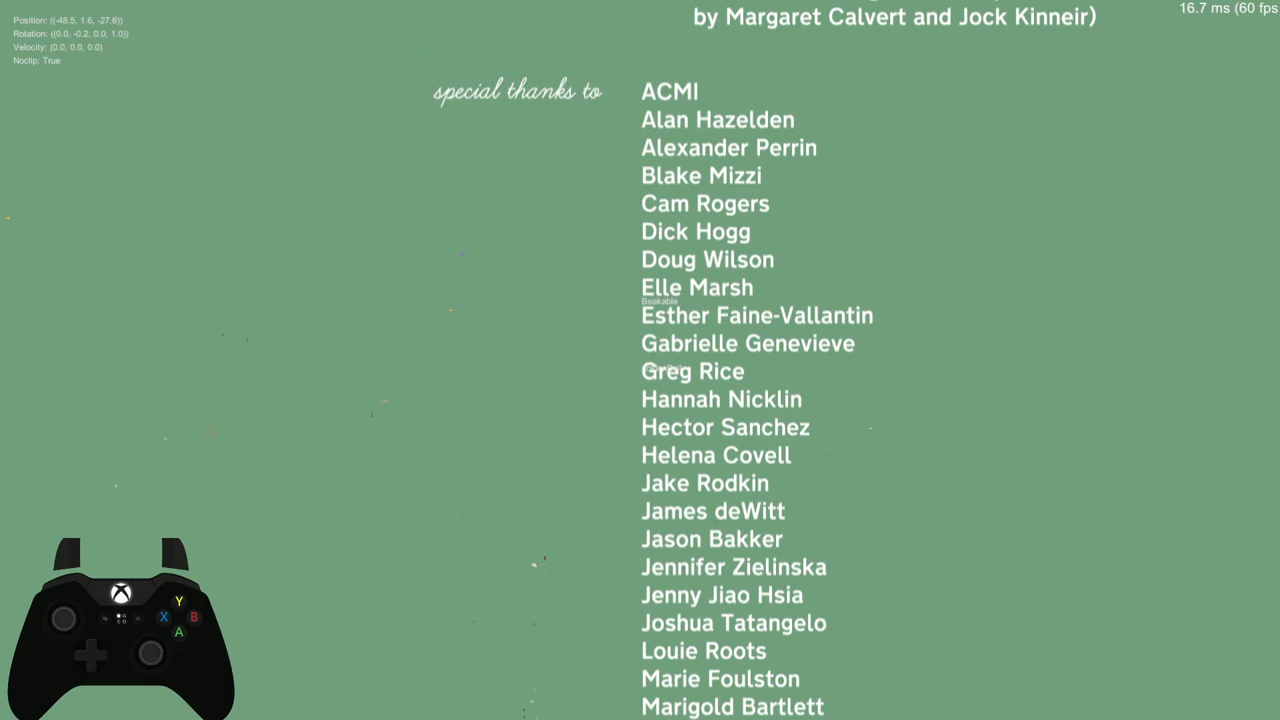 Position: ((-48.5, 1.6, -27.6))
Rotation: ((0.0, -0.2, 0.0, 1.0))
Velocity: (0.0, 0.0, 0.0)
Noclip: True
16.7 ms (60 fps
by Margaret Calvert and Jock Kinneir)
special thanks to
ACMI
Alan Hazelden
Alexander Perrin
Blake Mizzi
Cam Rogers
Dick Hogg
Doug Wilson
Elle Marsh
Beakable
Esther Faine-Vallantin
Gabrielle Genevieve
Greg Rice
Hannah Nicklin
Hector Sanchez
Helena Covell
Jake Rodkin
James deWitt
Jason Bakker
Jennifer Zielinska
Jenny Jiao Hsia
Joshua Tatangelo
Louie Roots
Marie Foulston
Marigold Bartlett
Y
X B
A